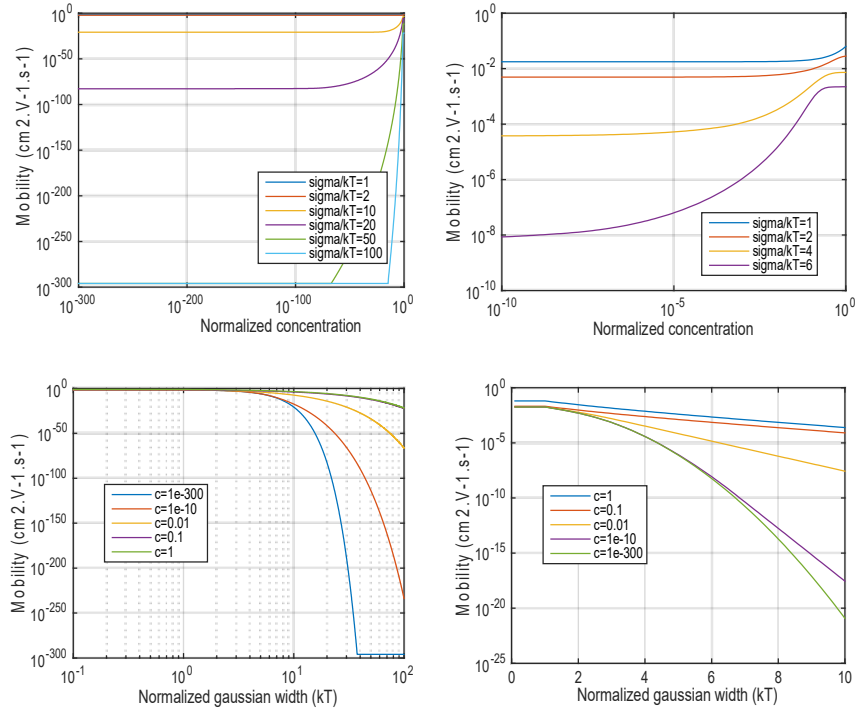 10^0
10^-50
10^-100
10^-150
10^-200
10^-250
10^-300
Mobility (cm2.V-1.s-1)
sigma/kT=1
sigma/kT=2
sigma/kT=10
sigma/kT=20
sigma/kT=50
sigma/kT=100
10^-300 10^-200 10^-100 10^0
Normalized concentration
10^0
10^-2
10^-4
10^-6
10^-8
10^-10
Mobility (cm2.V-1.s-1)
sigma/kT=1
sigma/kT=2
sigma/kT=4
sigma/kT=6
10^-10 10^-5 10^0
Normalized concentration
10^0
10^-50
10^-100
10^-150
10^-200
10^-250
10^-300
Mobility (cm2.V-1.s-1)
c=1e-300
c=1e-10
c=0.01
c=0.1
c=1
10^-1 10^0 10^1 10^2
Normalized gaussian width (kT)
10^0
10^-5
10^-10
10^-15
10^-20
10^-25
Mobility (cm2.V-1.s-1)
c=1
c=0.1
c=0.01
c=1e-10
c=1e-300
0 2 4 6 8 10
Normalized gaussian width (kT)